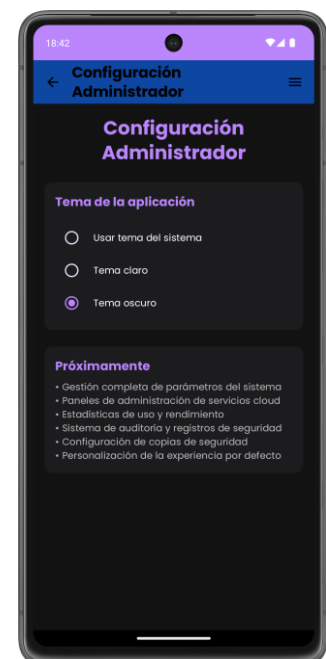 18:42
Configuración
Administrador
Configuración
Administrador
Tema de la aplicación
Usar tema del sistema
Tema claro
Tema oscuro
Próximamente
• Gestión completa de parámetros del sistema
• Paneles de administración de servicios cloud
• Estadísticas de uso y rendimiento
• Sistema de auditoría y registros de seguridad
• Configuración de copias de seguridad
• Personalización de la experiencia por defecto